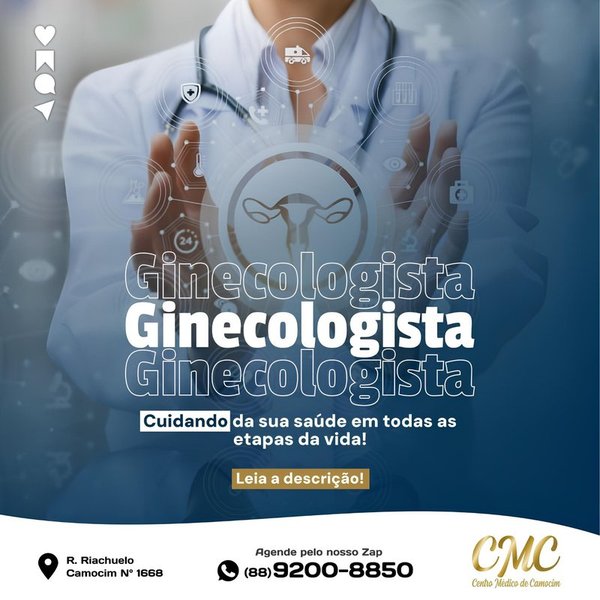 24
Ginecologista
Ginecologista
Ginecologista
Cuidando da sua saúde em todas as
etapas da vida!
Leia a descrição!
R. Riachuelo
Camocim Nº 1668
Agende pelo nosso Zap
(88)9200-8850
CMC
Centro Médico de Camocim